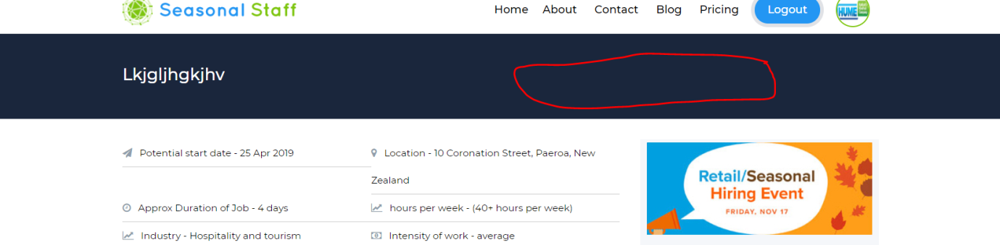 Seasonal Staff
Home About Contact Blog Pricing Logout HUME
Lkjgljhgkjhv
Potential start date - 25 Apr 2019
Location - 10 Coronation Street, Paeroa, New
Zealand
Approx Duration of Job - 4 days
hours per week - (40+ hours per week)
Industry - Hospitality and tourism
Intensity of work - average
Retail/Seasonal
Hiring Event
FRIDAY, NOV 17